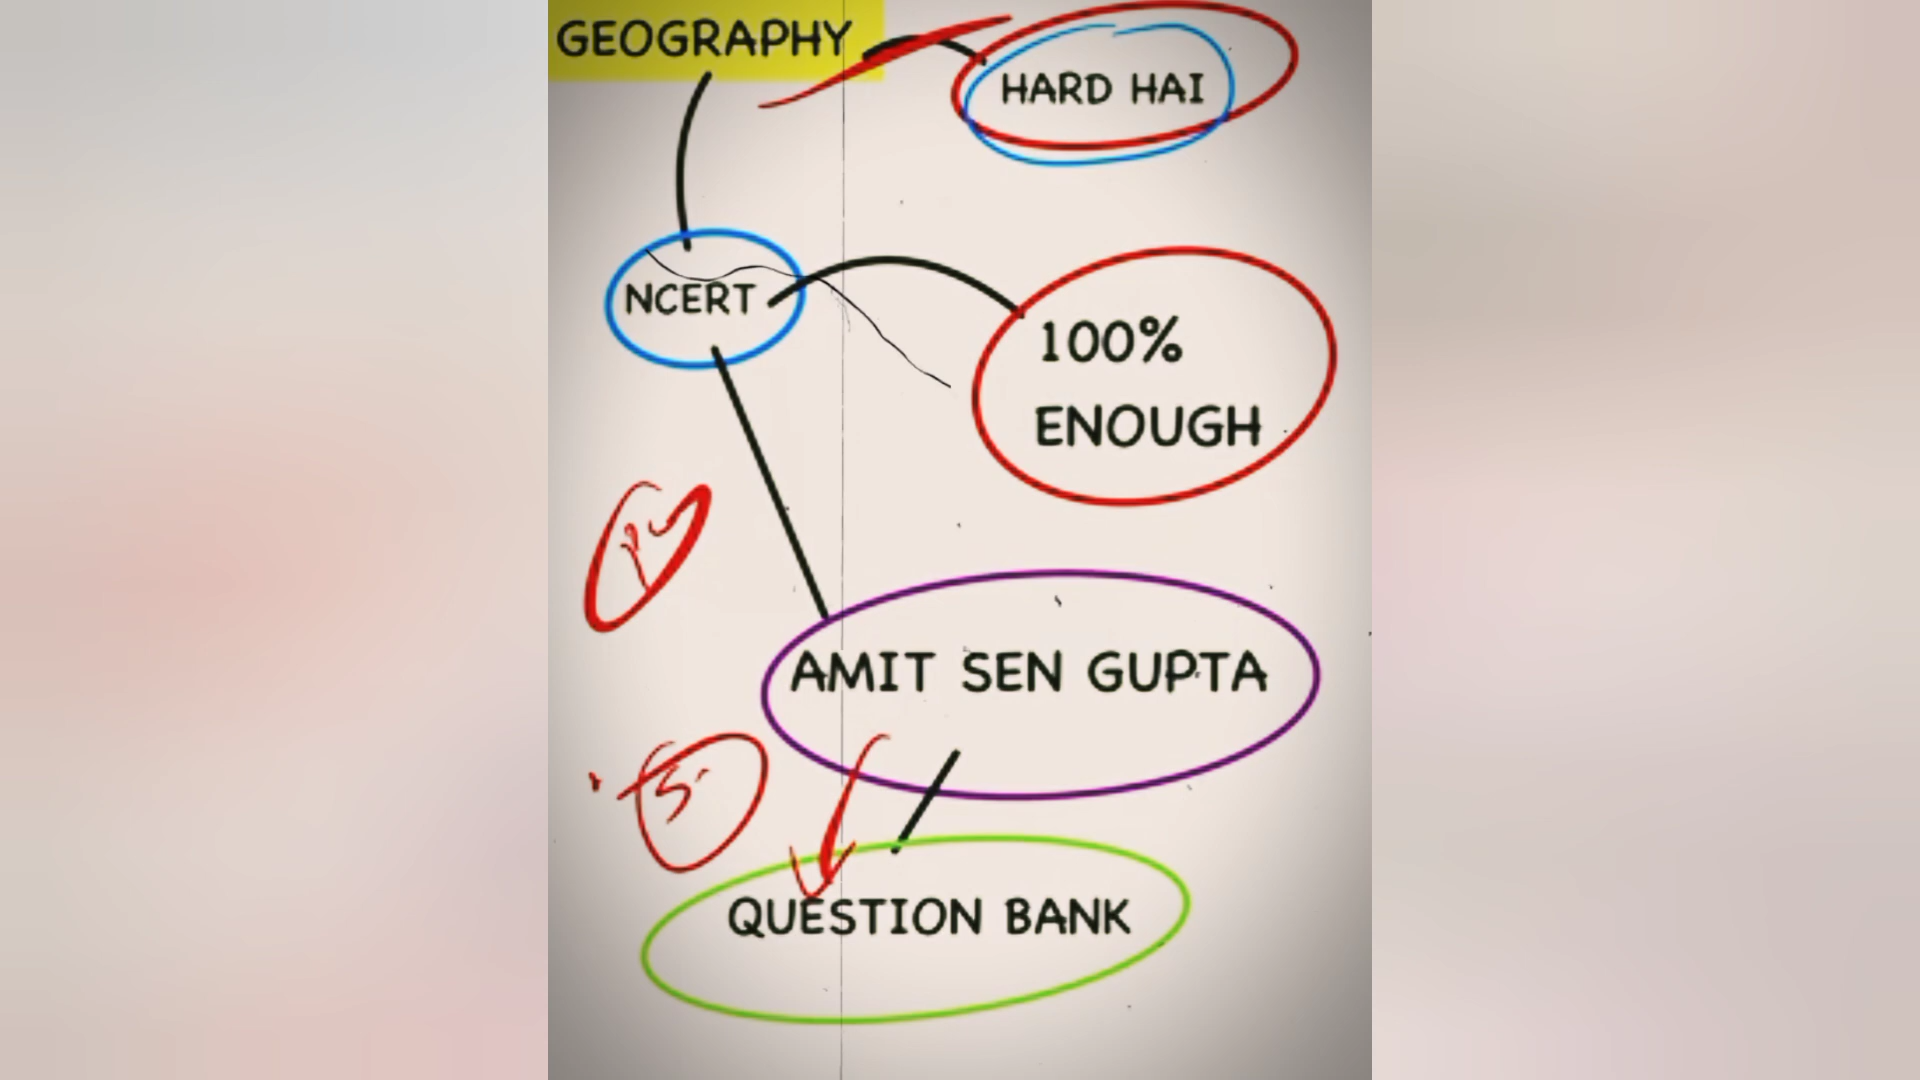 GEOGRAPHY
HARD HAI
NCERT
100%
ENOUGH
AMIT SEN GUPTA
QUESTION BANK